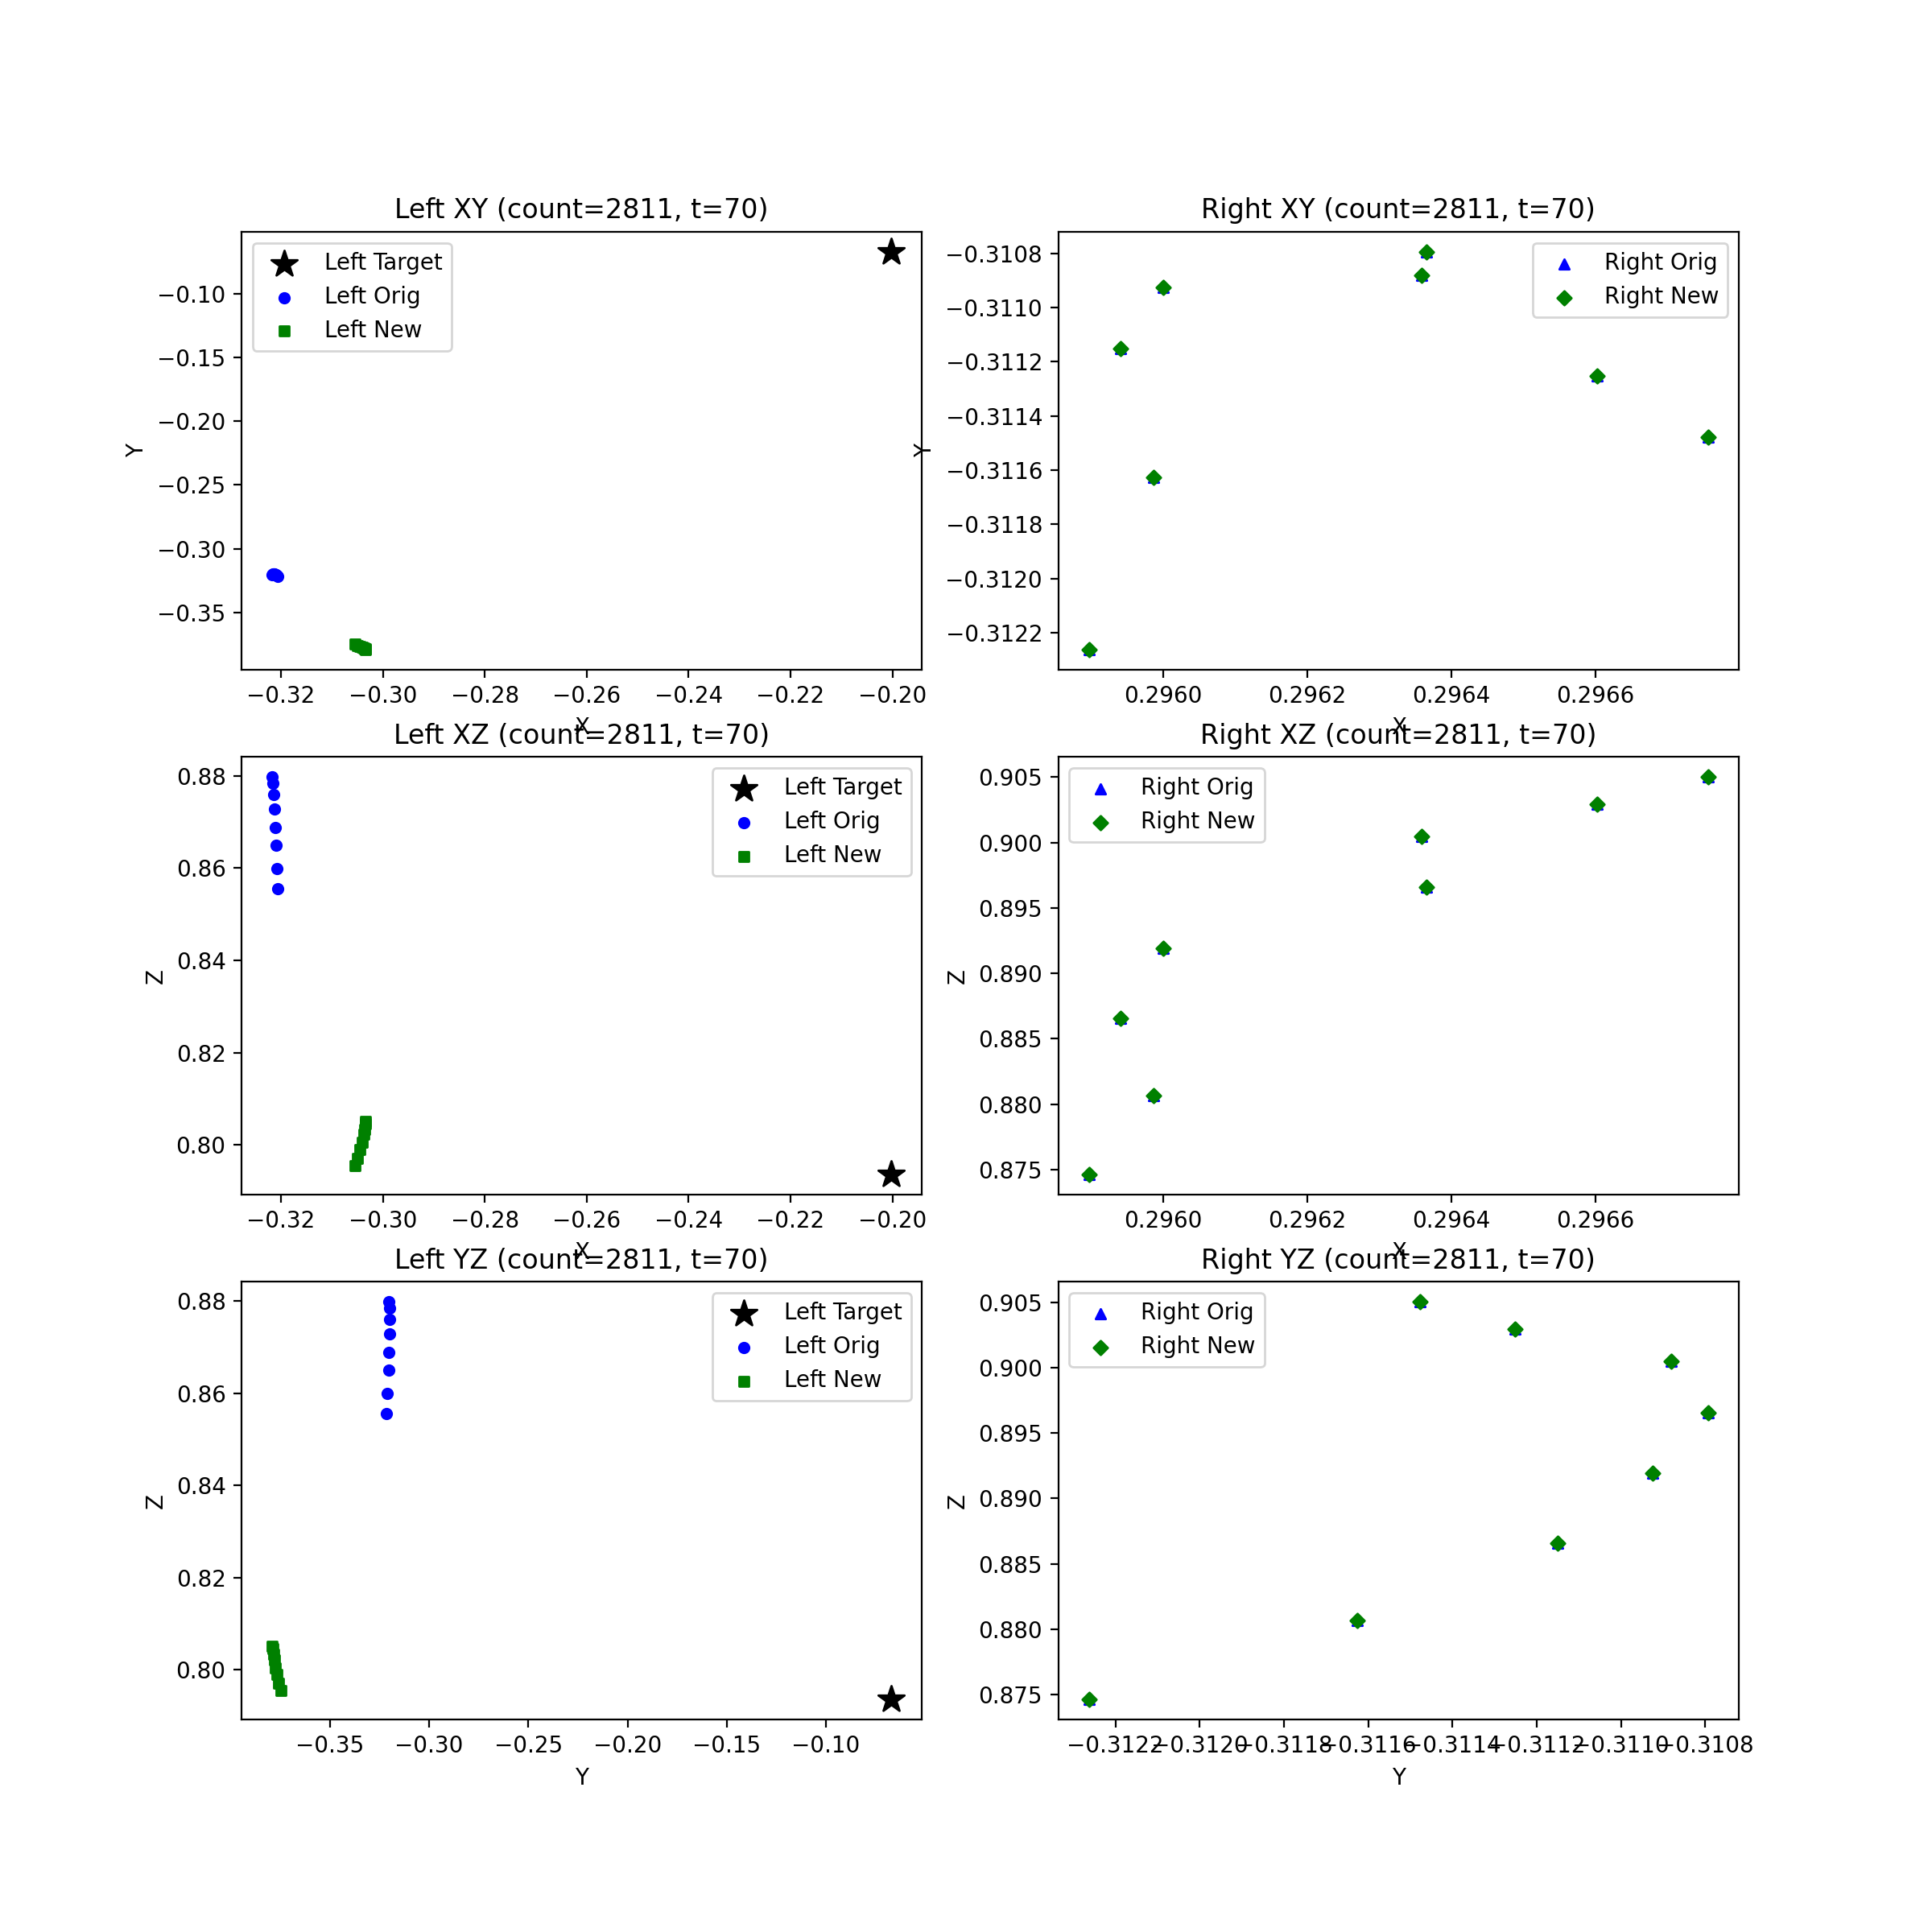 Left XY (count=2811, t=70)
Left Target
Left Orig
Left New
−0.10
−0.15
−0.20
−0.25
−0.30
−0.35
Y
−0.32
−0.30
−0.28
−0.26
−0.24
−0.22
−0.20
X
Right XY (count=2811, t=70)
Right Orig
Right New
−0.3108
−0.3110
−0.3112
−0.3114
−0.3116
−0.3118
−0.3120
−0.3122
Y
0.2960
0.2962
0.2964
0.2966
X
Left XZ (count=2811, t=70)
Left Target
Left Orig
Left New
0.88
0.86
0.84
0.82
0.80
Z
−0.32
−0.30
−0.28
−0.26
−0.24
−0.22
−0.20
X
Right XZ (count=2811, t=70)
Right Orig
Right New
0.905
0.900
0.895
0.890
0.885
0.880
0.875
Z
0.2960
0.2962
0.2964
0.2966
X
Left YZ (count=2811, t=70)
Left Target
Left Orig
Left New
0.88
0.86
0.84
0.82
0.80
Z
−0.35
−0.30
−0.25
−0.20
−0.15
−0.10
Y
Right YZ (count=2811, t=70)
Right Orig
Right New
0.905
0.900
0.895
0.890
0.885
0.880
0.875
Z
−0.3122
−0.3120
−0.3118
−0.3116
−0.3114
−0.3112
−0.3110
−0.3108
Y